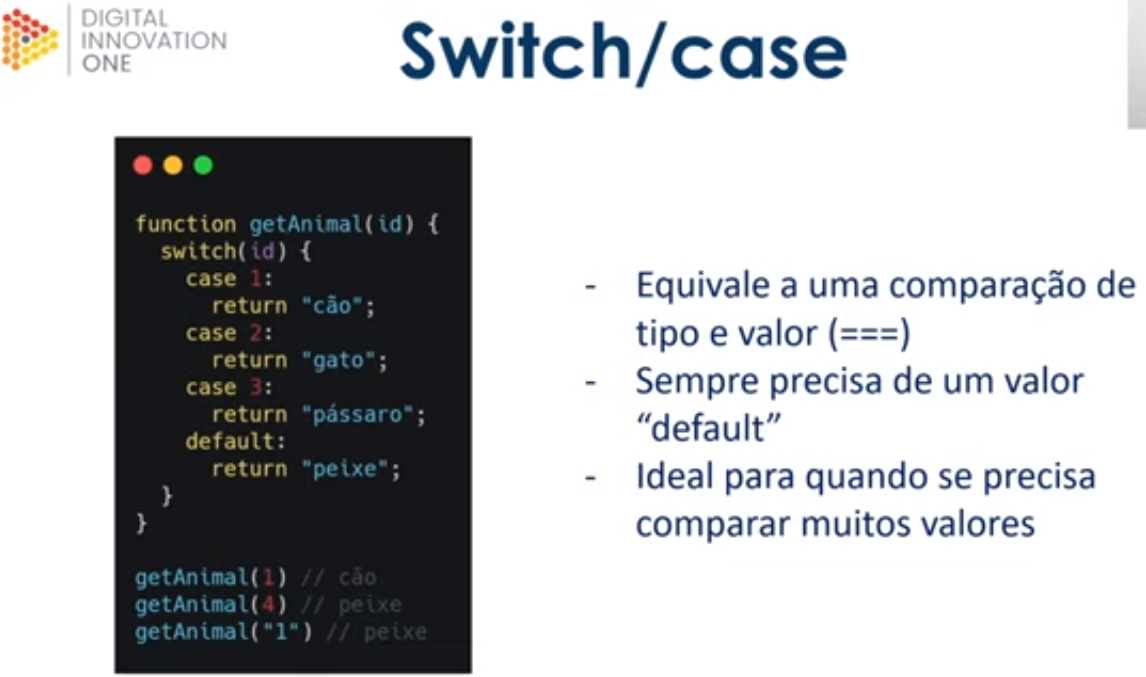 DIGITAL
INNOVATION
ONE
Switch/case
function getAnimal(id) {
  switch(id) {
    case 1:
      return "cão";
    case 2:
      return "gato";
    case 3:
      return "pássaro";
    default:
      return "peixe";
  }
}
getAnimal(1) // cão
getAnimal(4) // peixe
getAnimal("1") // peixe
- Equivale a uma comparação de
tipo e valor (===)
- Sempre precisa de um valor
“default”
- Ideal para quando se precisa
comparar muitos valores